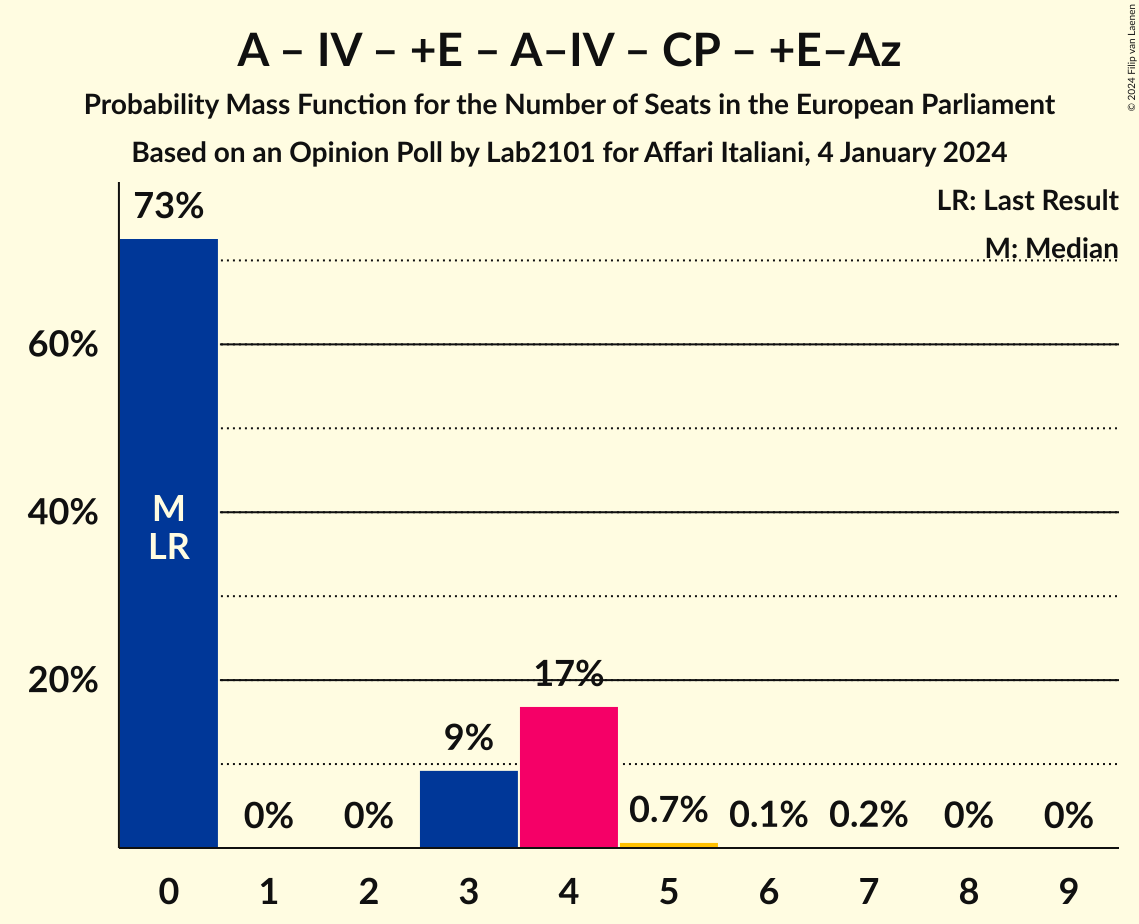 A – IV – +E – A–IV – CP – +E–Az
Probability Mass Function for the Number of Seats in the European Parliament
Based on an Opinion Poll by Lab2101 for Affari Italiani, 4 January 2024
© 2024 Filip van Laenen
LR: Last Result
M: Median
73%
60%
40%
20%
M
LR
0%
0%
9%
17%
0.7%
0.1%
0.2%
0%
0%
0 1 2 3 4 5 6 7 8 9